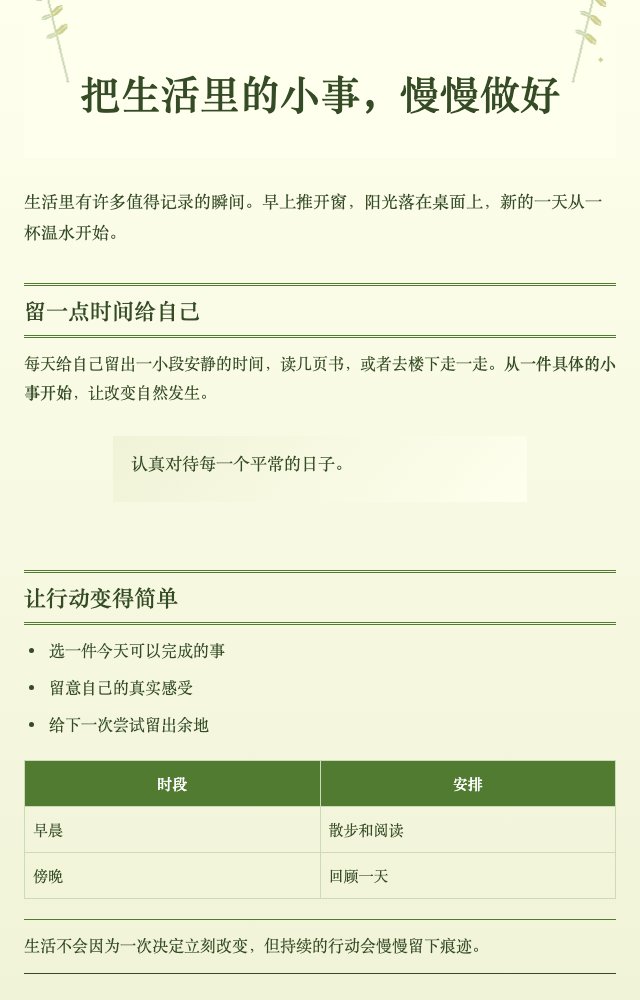 把生活里的小事，慢慢做好
生活里有许多值得记录的瞬间。早上推开窗，阳光落在桌面上，新的一天从一
杯温水开始。
留一点时间给自己
每天给自己留出一小段安静的时间，读几页书，或者去楼下走一走。从一件具体的小
事开始，让改变自然发生。
认真对待每一个平常的日子。
让行动变得简单
• 选一件今天可以完成的事
• 留意自己的真实感受
• 给下一次尝试留出余地
时段 安排
早晨 散步和阅读
傍晚 回顾一天
生活不会因为一次决定立刻改变，但持续的行动会慢慢留下痕迹。